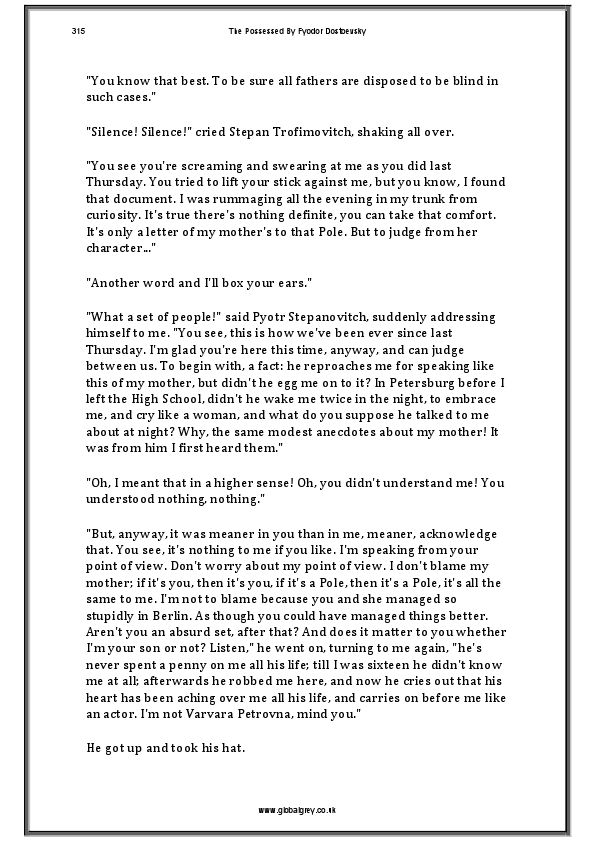 315
The Possessed By Fyodor Dostoevsky
"You know that best. To be sure all fathers are disposed to be blind in
such cases."
"Silence! Silence!" cried Stepan Trofimovitch, shaking all over.
"You see you're screaming and swearing at me as you did last
Thursday. You tried to lift your stick against me, but you know, I found
that document. I was rummaging all the evening in my trunk from
curiosity. It's true there's nothing definite, you can take that comfort.
It's only a letter of my mother's to that Pole. But to judge from her
character..."
"Another word and I'll box your ears."
"What a set of people!" said Pyotr Stepanovitch, suddenly addressing
himself to me. "You see, this is how we've been ever since last
Thursday. I'm glad you're here this time, anyway, and can judge
between us. To begin with, a fact: he reproaches me for speaking like
this of my mother, but didn't he egg me on to it? In Petersburg before I
left the High School, didn't he wake me twice in the night, to embrace
me, and cry like a woman, and what do you suppose he talked to me
about at night? Why, the same modest anecdotes about my mother! It
was from him I first heard them."
"Oh, I meant that in a higher sense! Oh, you didn't understand me! You
understood nothing, nothing."
"But, anyway, it was meaner in you than in me, meaner, acknowledge
that. You see, it's nothing to me if you like. I'm speaking from your
point of view. Don't worry about my point of view. I don't blame my
mother; if it's you, then it's you, if it's a Pole, then it's a Pole, it's all the
same to me. I'm not to blame because you and she managed so
stupidly in Berlin. As though you could have managed things better.
Aren't you an absurd set, after that? And does it matter to you whether
I'm your son or not? Listen," he went on, turning to me again, "he's
never spent a penny on me all his life; till I was sixteen he didn't know
me at all; afterwards he robbed me here, and now he cries out that his
heart has been aching over me all his life, and carries on before me like
an actor. I'm not Varvara Petrovna, mind you."
He got up and took his hat.
www.globalgrey.co.uk